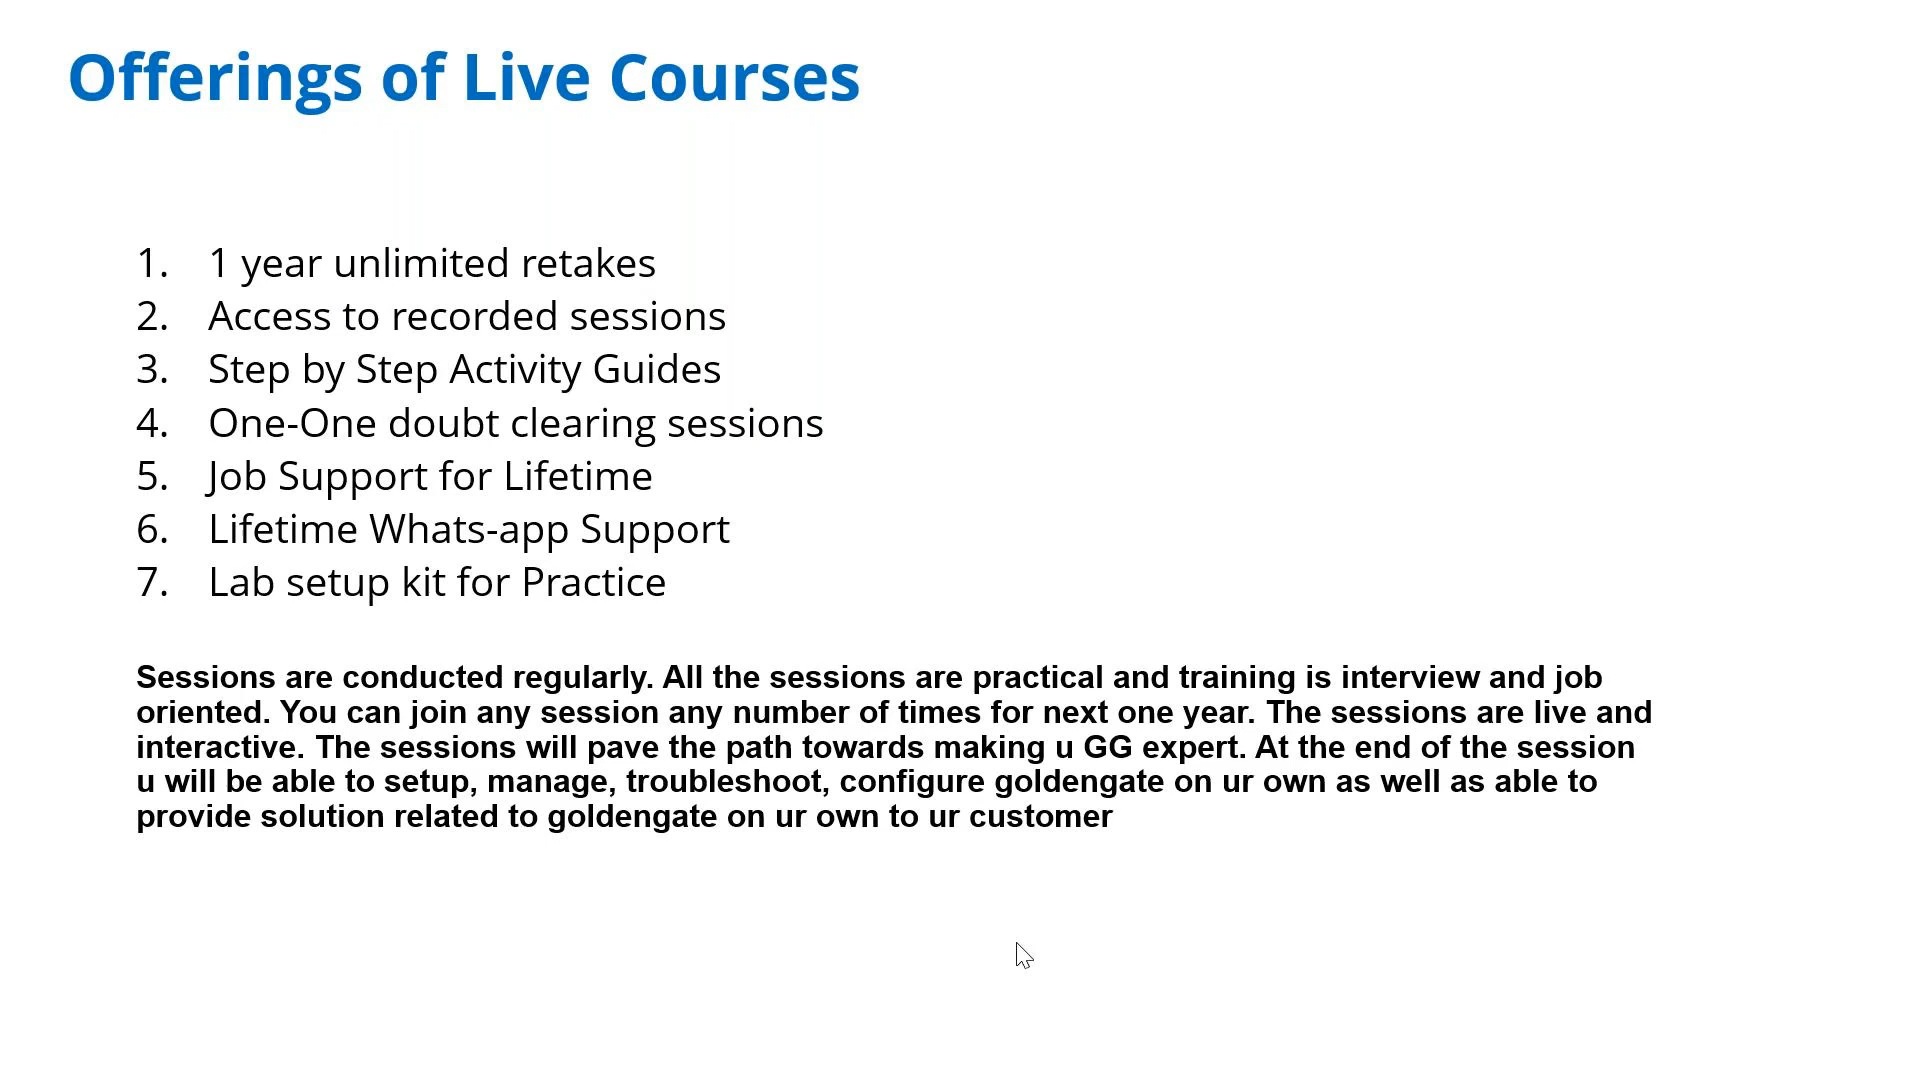 Offerings of Live Courses
1. 1 year unlimited retakes
2. Access to recorded sessions
3. Step by Step Activity Guides
4. One-One doubt clearing sessions
5. Job Support for Lifetime
6. Lifetime Whats-app Support
7. Lab setup kit for Practice
Sessions are conducted regularly. All the sessions are practical and training is interview and job
oriented. You can join any session any number of times for next one year. The sessions are live and
interactive. The sessions will pave the path towards making u GG expert. At the end of the session
u will be able to setup, manage, troubleshoot, configure goldengate on ur own as well as able to
provide solution related to goldengate on ur own to ur customer